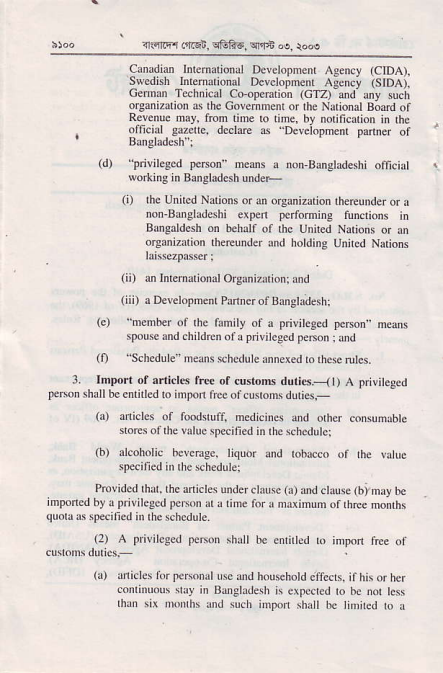 ৯১০০ বাংলাদেশ গেজেট, অতিরিক্ত, আগস্ট ০৩, ২০০৩
Canadian International Development Agency (CIDA),
Swedish International Development Agency (SIDA),
German Technical Co-operation (GTZ) and any such
organization as the Government or the National Board of
Revenue may, from time to time, by notification in the
official gazette, declare as “Development partner of
Bangladesh”;
(d) “privileged person” means a non-Bangladeshi official
working in Bangladesh under—
(i) the United Nations or an organization thereunder or a
non-Bangladeshi expert performing functions in
Bangaldesh on behalf of the United Nations or an
organization thereunder and holding United Nations
laissezpasser ;
(ii) an International Organization; and
(iii) a Development Partner of Bangladesh;
(e) “member of the family of a privileged person” means
spouse and children of a privileged person ; and
(f) “Schedule” means schedule annexed to these rules.
3. Import of articles free of customs duties.—(1) A privileged
person shall be entitled to import free of customs duties,—
(a) articles of foodstuff, medicines and other consumable
stores of the value specified in the schedule;
(b) alcoholic beverage, liquor and tobacco of the value
specified in the schedule;
Provided that, the articles under clause (a) and clause (b) may be
imported by a privileged person at a time for a maximum of three months
quota as specified in the schedule.
(2) A privileged person shall be entitled to import free of
customs duties,—
(a) articles for personal use and household effects, if his or her
continuous stay in Bangladesh is expected to be not less
than six months and such import shall be limited to a